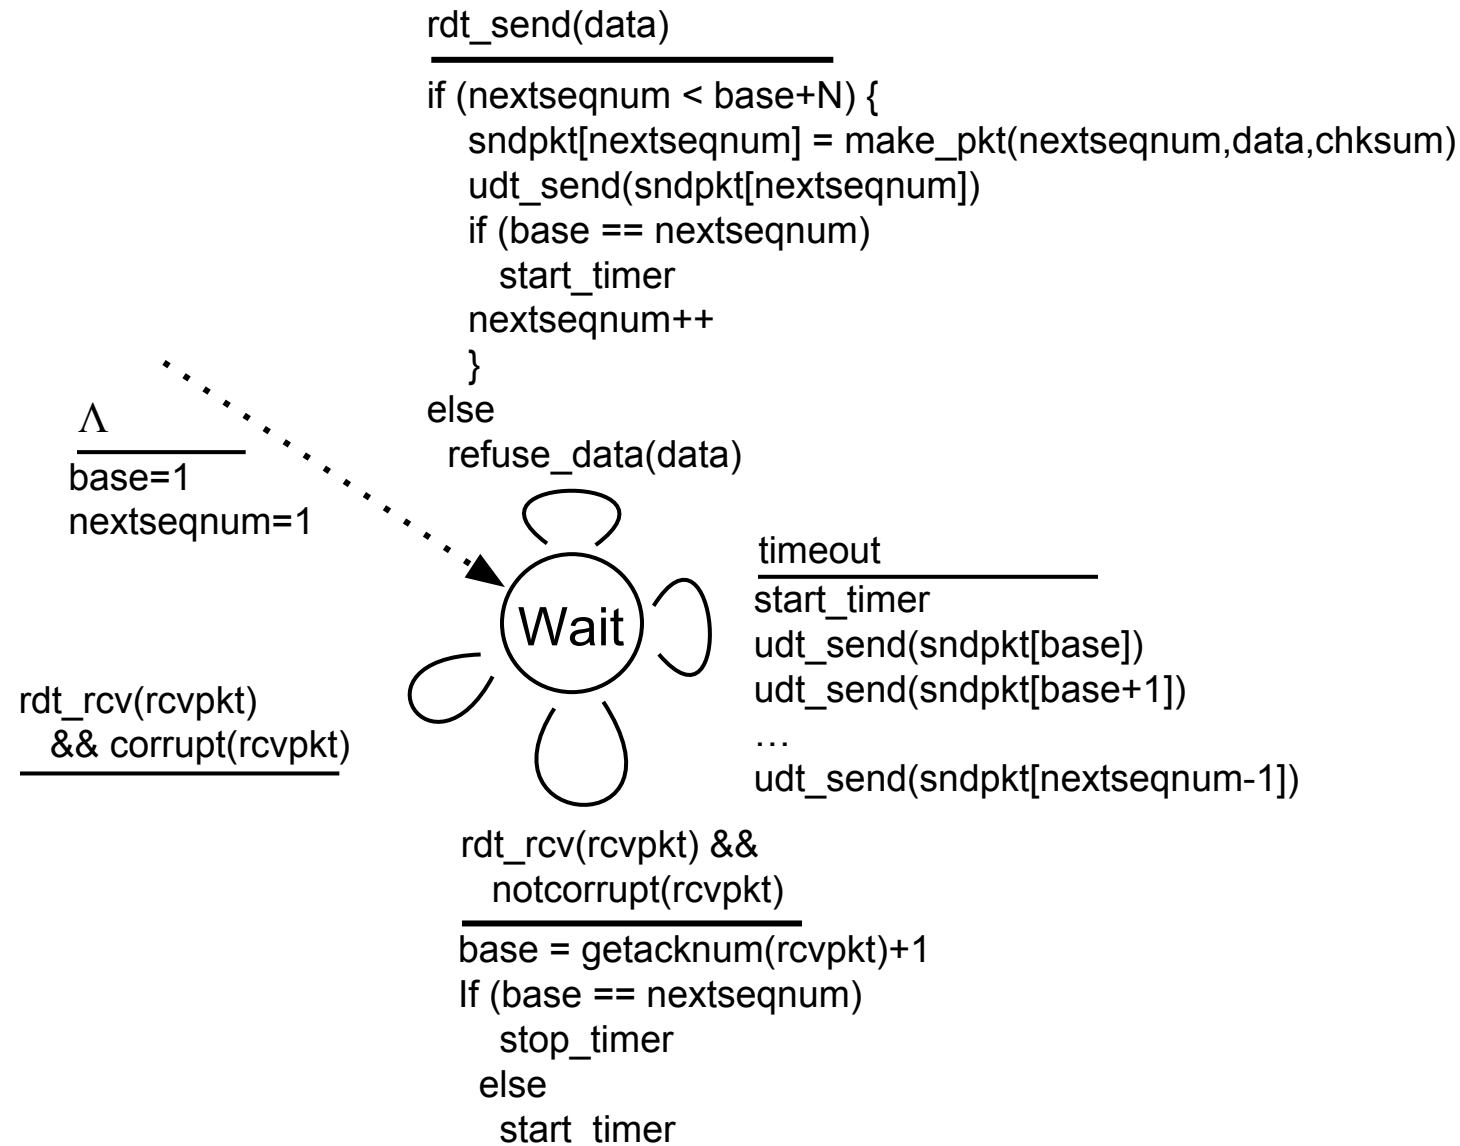 rdt_send(data)
if (nextseqnum < base+N) {
sndpkt[nextseqnum] = make_pkt(nextseqnum,data,chksum)
udt_send(sndpkt[nextseqnum])
if (base == nextseqnum)
start_timer
nextseqnum++
}
else
refuse_data(data)
Λ
base=1
nextseqnum=1
Wait
timeout
start_timer
udt_send(sndpkt[base])
udt_send(sndpkt[base+1])
…
udt_send(sndpkt[nextseqnum-1])
rdt_rcv(rcvpkt)
&& corrupt(rcvpkt)
rdt_rcv(rcvpkt) &&
notcorrupt(rcvpkt)
base = getacknum(rcvpkt)+1
If (base == nextseqnum)
stop_timer
else
start_timer